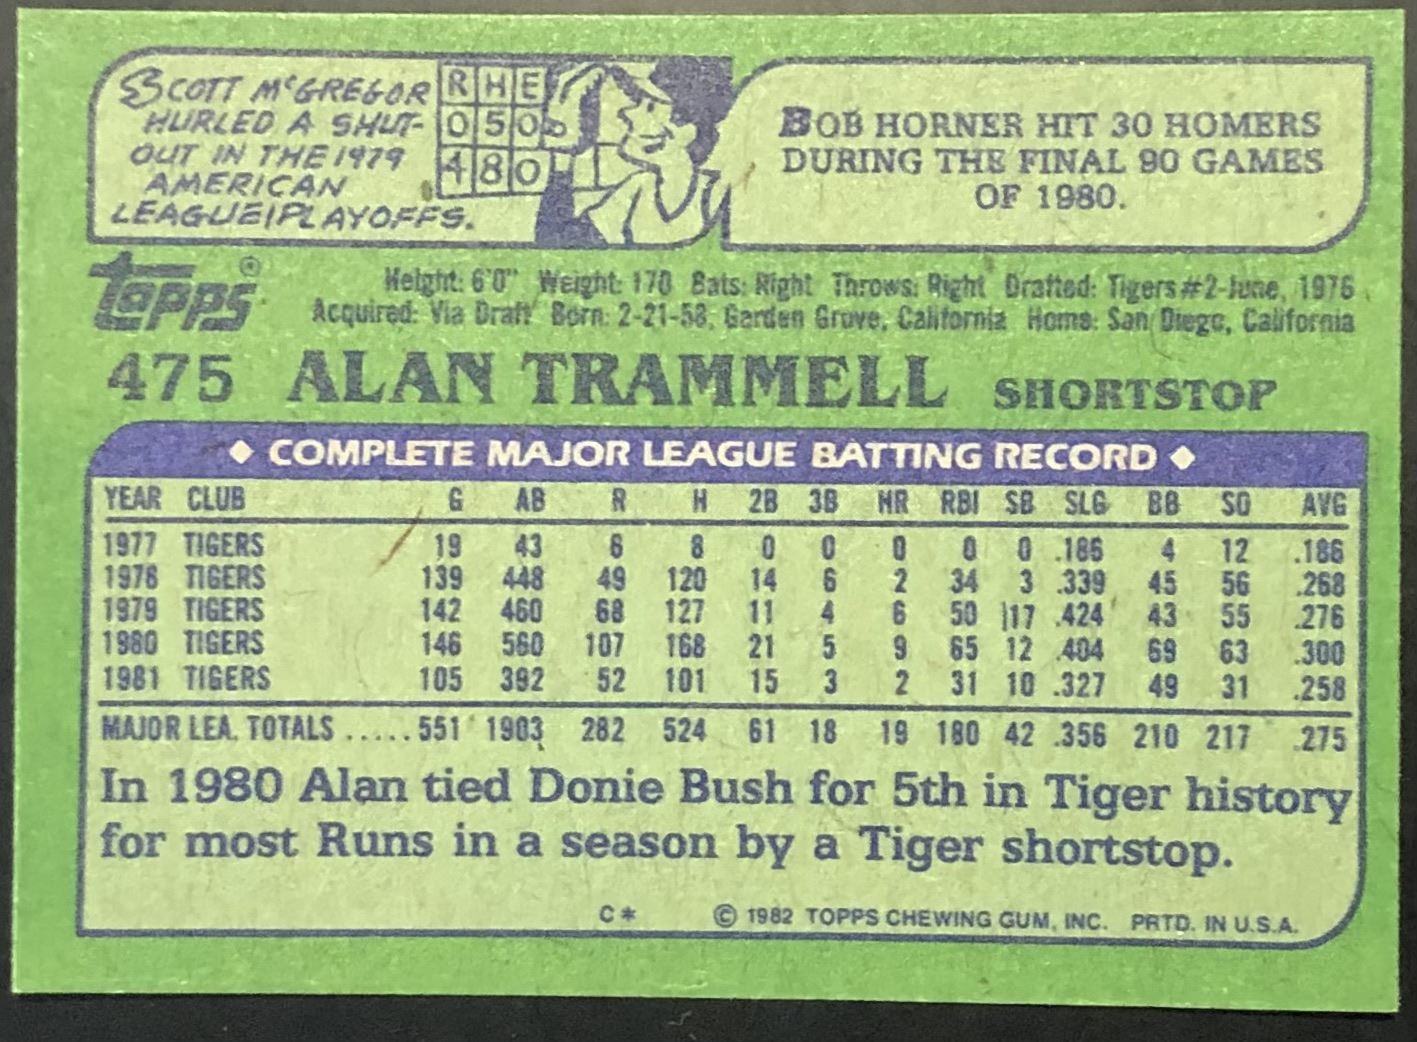 SCOTT McGREGOR
HURLED A SHUT-
OUT IN THE 1979
AMERICAN
LEAGUE PLAYOFFS.
R H E
0 5 0
4 8 0
BOB HORNER HIT 30 HOMERS
DURING THE FINAL 90 GAMES
OF 1980.
topps®
Height: 6'0" Weight: 170 Bats: Right Throws: Right Drafted: Tigers #2-June, 1976
Acquired: Via Draft Born: 2-21-58, Garden Grove, California Home: San Diego, California
475 ALAN TRAMMELL SHORTSTOP
◆ COMPLETE MAJOR LEAGUE BATTING RECORD ◆
YEAR CLUB G AB R H 2B 3B HR RBI SB SLG BB SO AVG
1977 TIGERS 19 43 6 8 0 0 0 0 0 .186 4 12 .186
1978 TIGERS 139 448 49 120 14 6 2 34 3 .339 45 56 .268
1979 TIGERS 142 460 68 127 11 4 6 50 17 .424 43 55 .276
1980 TIGERS 146 560 107 168 21 5 9 65 12 .404 69 63 .300
1981 TIGERS 105 392 52 101 15 3 2 31 10 .327 49 31 .258
MAJOR LEA. TOTALS ..... 551 1903 282 524 61 18 19 180 42 .356 210 217 .275
In 1980 Alan tied Donie Bush for 5th in Tiger history
for most Runs in a season by a Tiger shortstop.
C* © 1982 TOPPS CHEWING GUM, INC. PRTD. IN U.S.A.